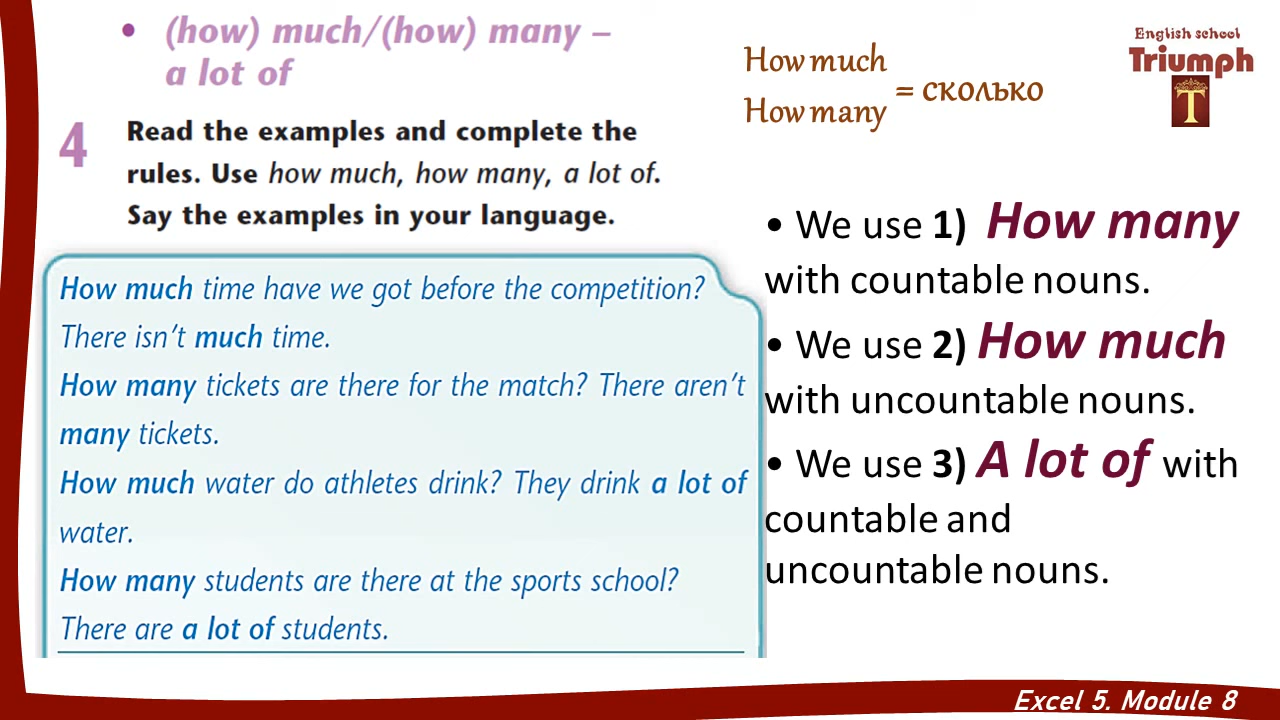 • (how) much/(how) many –
a lot of
4 Read the examples and complete the
rules. Use how much, how many, a lot of.
Say the examples in your language.
How much time have we got before the competition?
There isn't much time.
How many tickets are there for the match? There aren't
many tickets.
How much water do athletes drink? They drink a lot of
water.
How many students are there at the sports school?
There are a lot of students.
How much
How many
= сколько
English school
Triumph
T
• We use 1) How many
with countable nouns.
• We use 2) How much
with uncountable nouns.
• We use 3) A lot of with
countable and
uncountable nouns.
Excel 5. Module 8